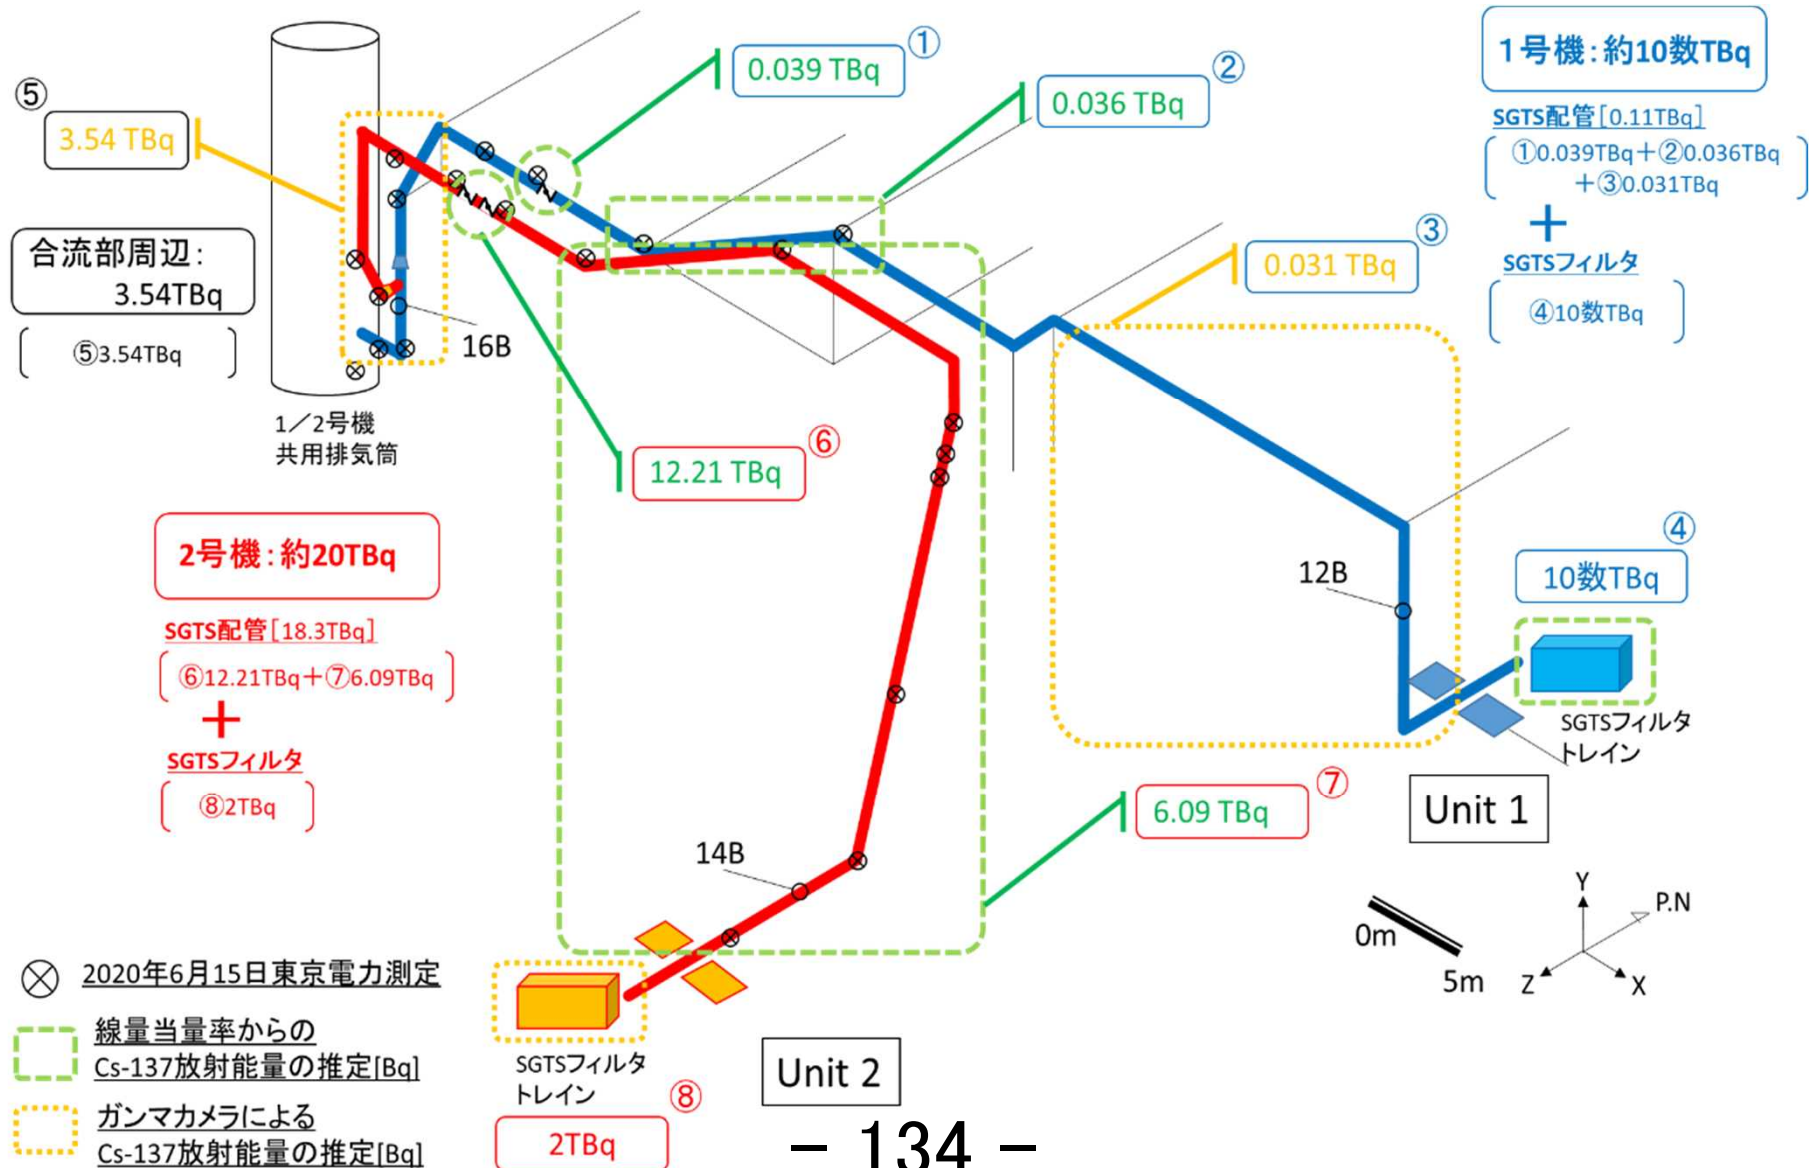 ①
0.039 TBq
②
0.036 TBq
1号機:約10数TBq
SGTS配管[0.11TBq]
①0.039TBq+②0.036TBq
+③0.031TBq
+
SGTSフィルタ
④10数TBq
⑤
3.54 TBq
合流部周辺:
3.54TBq
⑤3.54TBq
16B
1/2号機
共用排気筒
③
0.031 TBq
⑥
12.21 TBq
2号機:約20TBq
SGTS配管[18.3TBq]
⑥12.21TBq+⑦6.09TBq
+
SGTSフィルタ
⑧2TBq
12B
④
10数TBq
SGTSフィルタ
トレイン
Unit 1
⑦
6.09 TBq
14B
0m
5m
Y
P.N
Z
X
⊗ 2020年6月15日東京電力測定
線量当量率からの
Cs-137放射能量の推定[Bq]
ガンマカメラによる
Cs-137放射能量の推定[Bq]
SGTSフィルタ
トレイン
⑧
2TBq
Unit 2
- 134 -